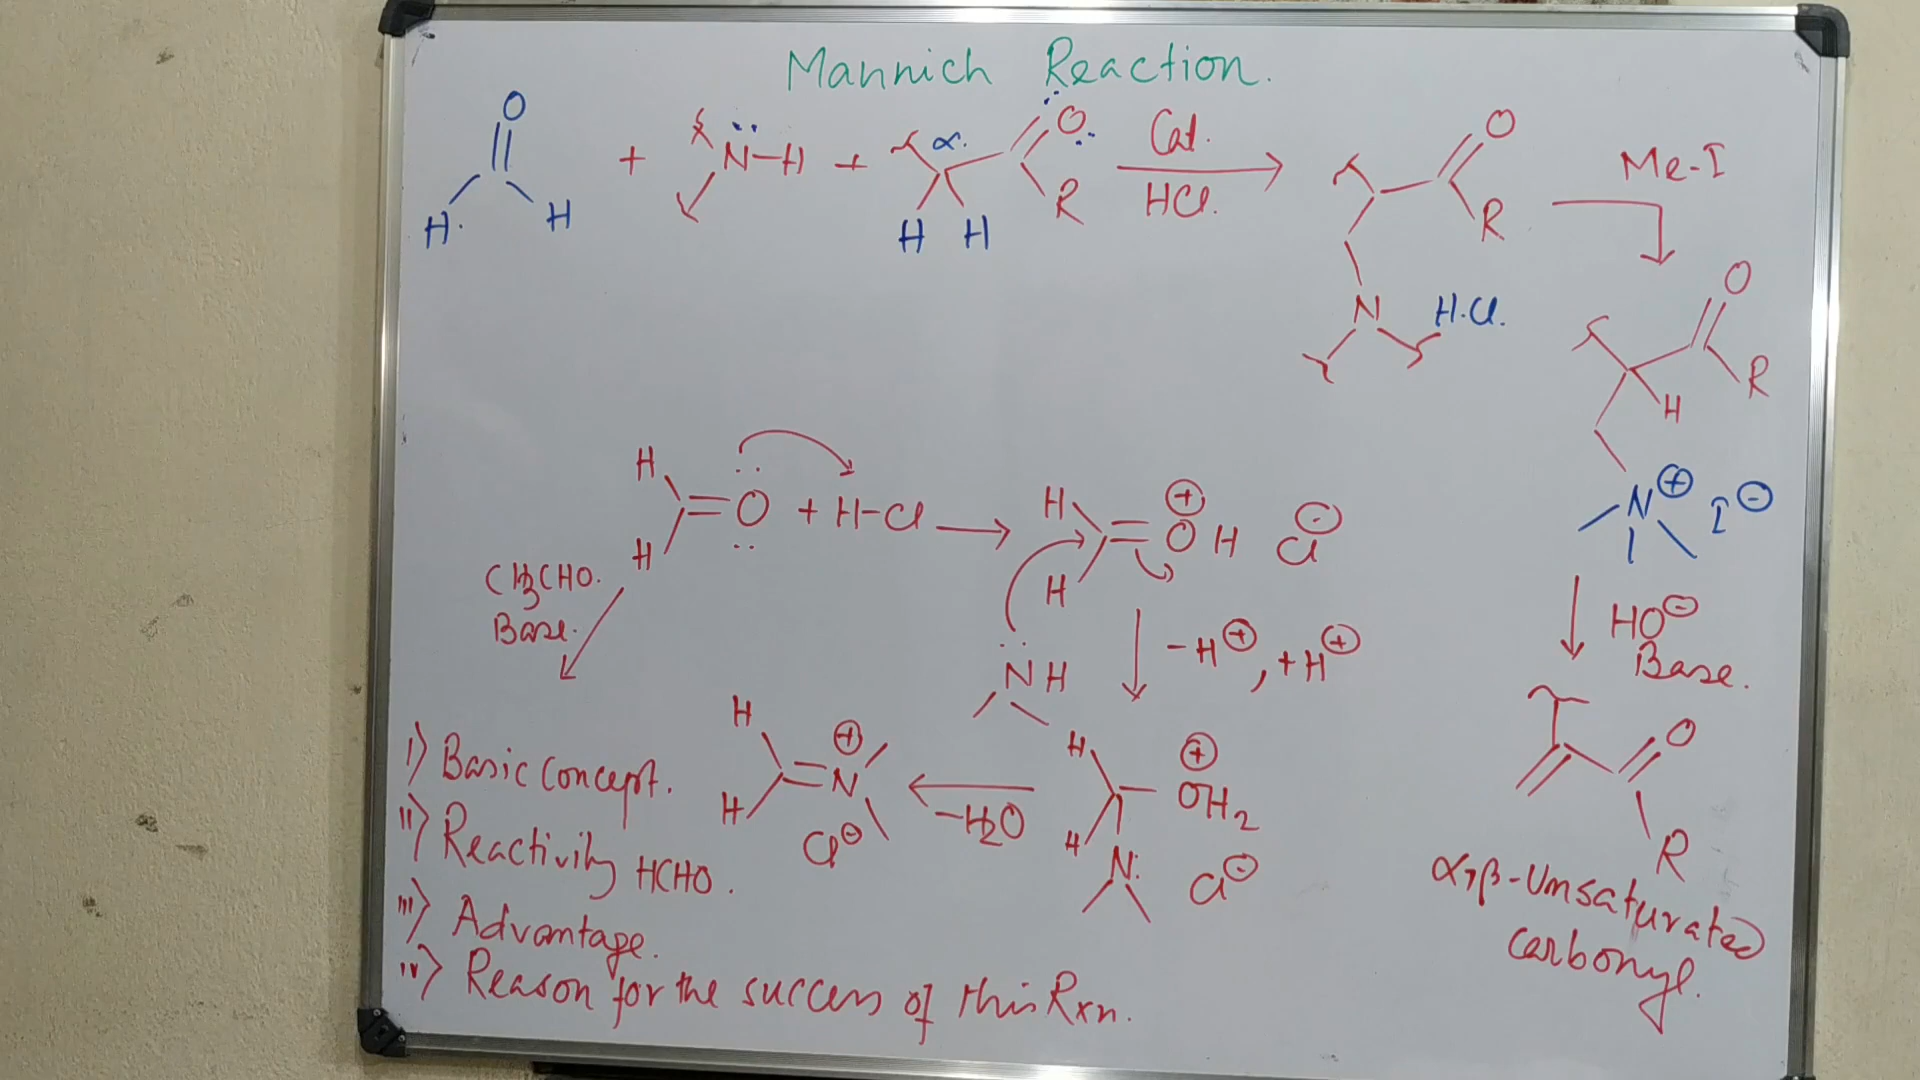 Mannich Reaction.
O
H. H
+
N-H
+
α.
O
R
H H
Cat.
HCl.
O
R
N
H.Cl.
Me-I
O
R
H
N⊕ I⊖
HO⊖
Base.
O
R
α,β-Unsaturated
carbonyl.
H
H
=O + H-Cl
H
H
⊕
OH Cl⊖
CH3CHO.
Base.
NH
-H⊕, +H⊕
H
H
⊕
OH2
N:
Cl⊖
-H2O
H
H
⊕
N
Cl⊖
i) Basic Concept.
ii) Reactivity HCHO.
iii) Advantage.
iv) Reason for the success of this Rxn.